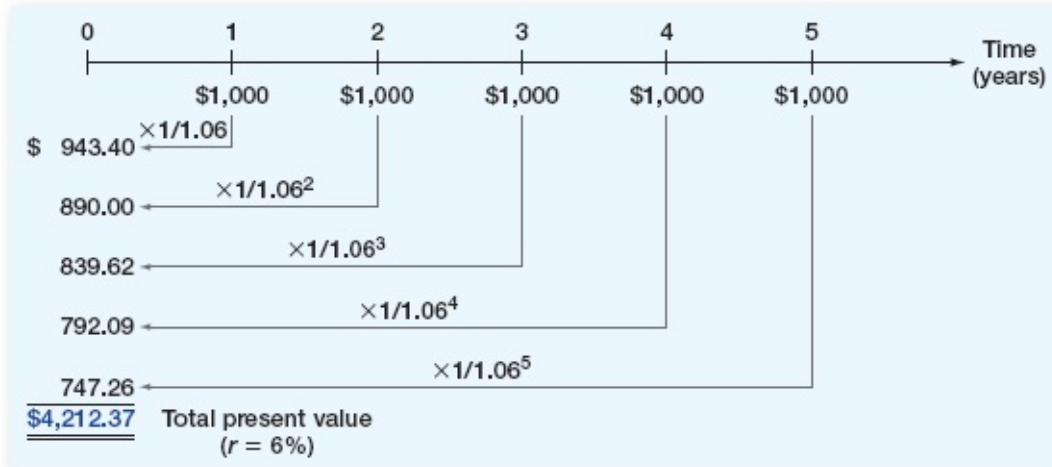 0 1 2 3 4 5
Time
(years)
$1,000 $1,000 $1,000 $1,000 $1,000
×1/1.06
$ 943.40
×1/1.06²
890.00
×1/1.06³
839.62
×1/1.06⁴
792.09
×1/1.06⁵
747.26
$4,212.37 Total present value
(r = 6%)